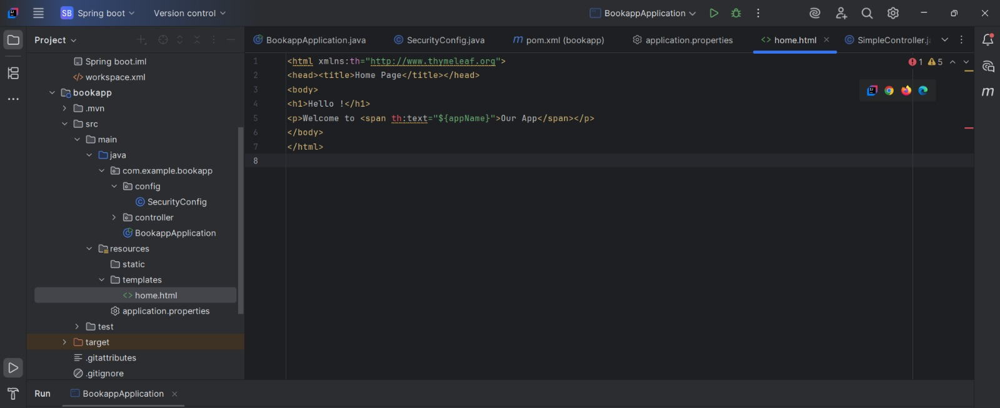 SB Spring boot Version control BookappApplication
Project
BookappApplication.java SecurityConfig.java m pom.xml (bookapp) application.properties <> home.html SimpleController.j
Spring boot.iml
</> workspace.xml
bookapp
.mvn
src
main
java
com.example.bookapp
config
SecurityConfig
controller
BookappApplication
resources
static
templates
<> home.html
application.properties
test
target
.gitattributes
.gitignore
1 <html xmlns:th="http://www.thymeleaf.org">
2 <head><title>Home Page</title></head>
3 <body>
4 <h1>Hello !</h1>
5 <p>Welcome to <span th:text="${appName}">Our App</span></p>
6 </body>
7 </html>
8
1 5
m
Run BookappApplication